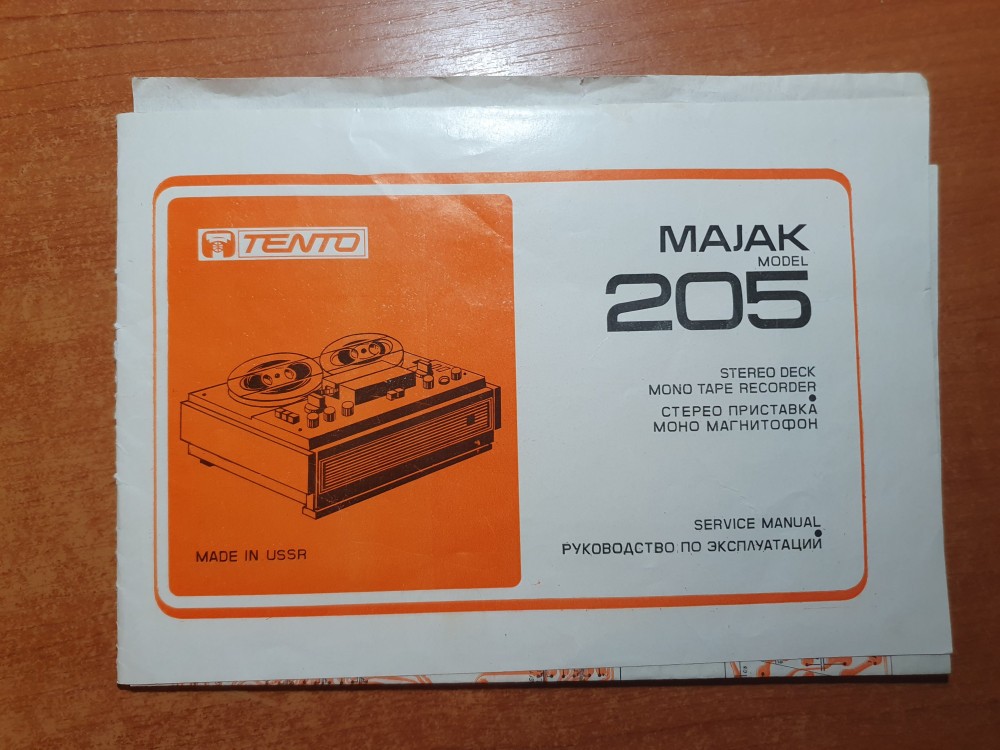 TENTO
MAJAK
MODEL
205
STEREO DECK
MONO TAPE RECORDER
СТЕРЕО ПРИСТАВКА
МОНО МАГНИТОФОН
SERVICE MANUAL
РУКОВОДСТВО ПО ЭКСПЛУАТАЦИЙ
MADE IN USSR